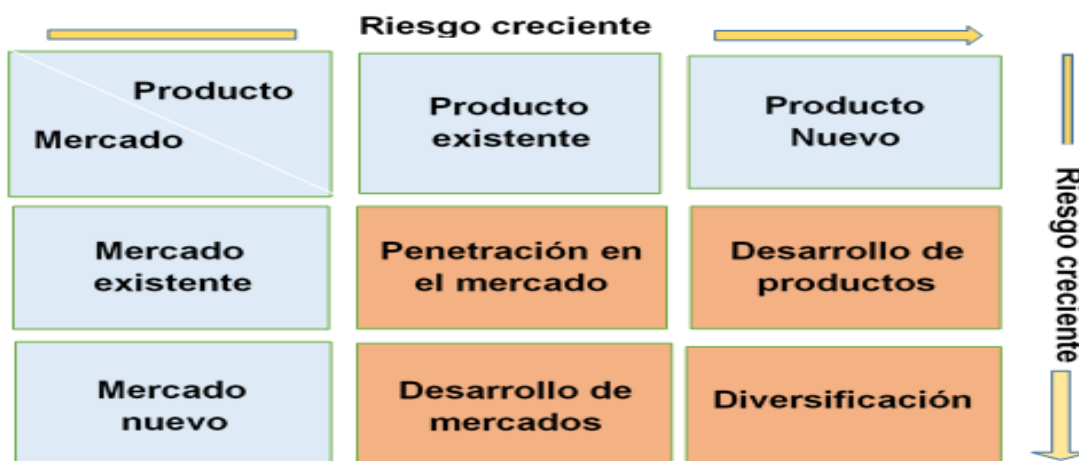 Riesgo creciente
Producto
Mercado
Producto
existente
Producto
Nuevo
Riesgo creciente
Mercado
existente
Penetración en
el mercado
Desarrollo de
productos
Mercado
nuevo
Desarrollo de
mercados
Diversificación